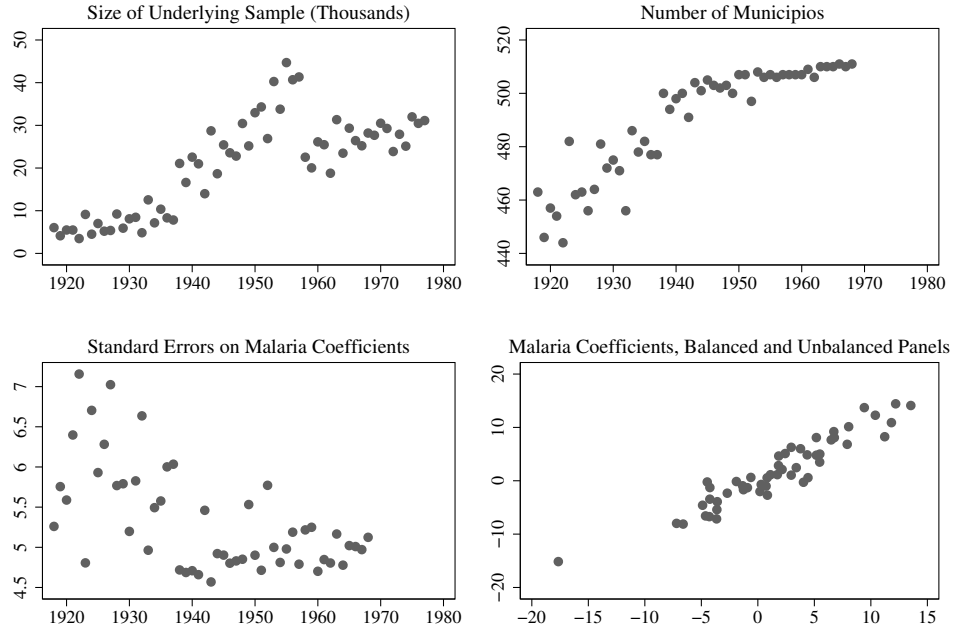 Size of Underlying Sample (Thousands)
50
40
30
20
10
0
1920 1930 1940 1950 1960 1970 1980
Number of Municipios
520
500
480
460
440
1920 1930 1940 1950 1960 1970 1980
Standard Errors on Malaria Coefficients
7
6.5
6
5.5
5
4.5
1920 1930 1940 1950 1960 1970 1980
Malaria Coefficients, Balanced and Unbalanced Panels
20
10
0
−10
−20
−20 −15 −10 −5 0 5 10 15